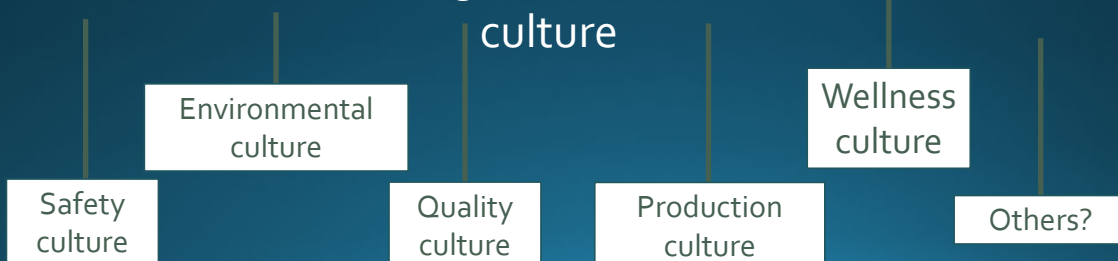 culture
Environmental
culture
Wellness
culture
Safety
culture
Quality
culture
Production
culture
Others?